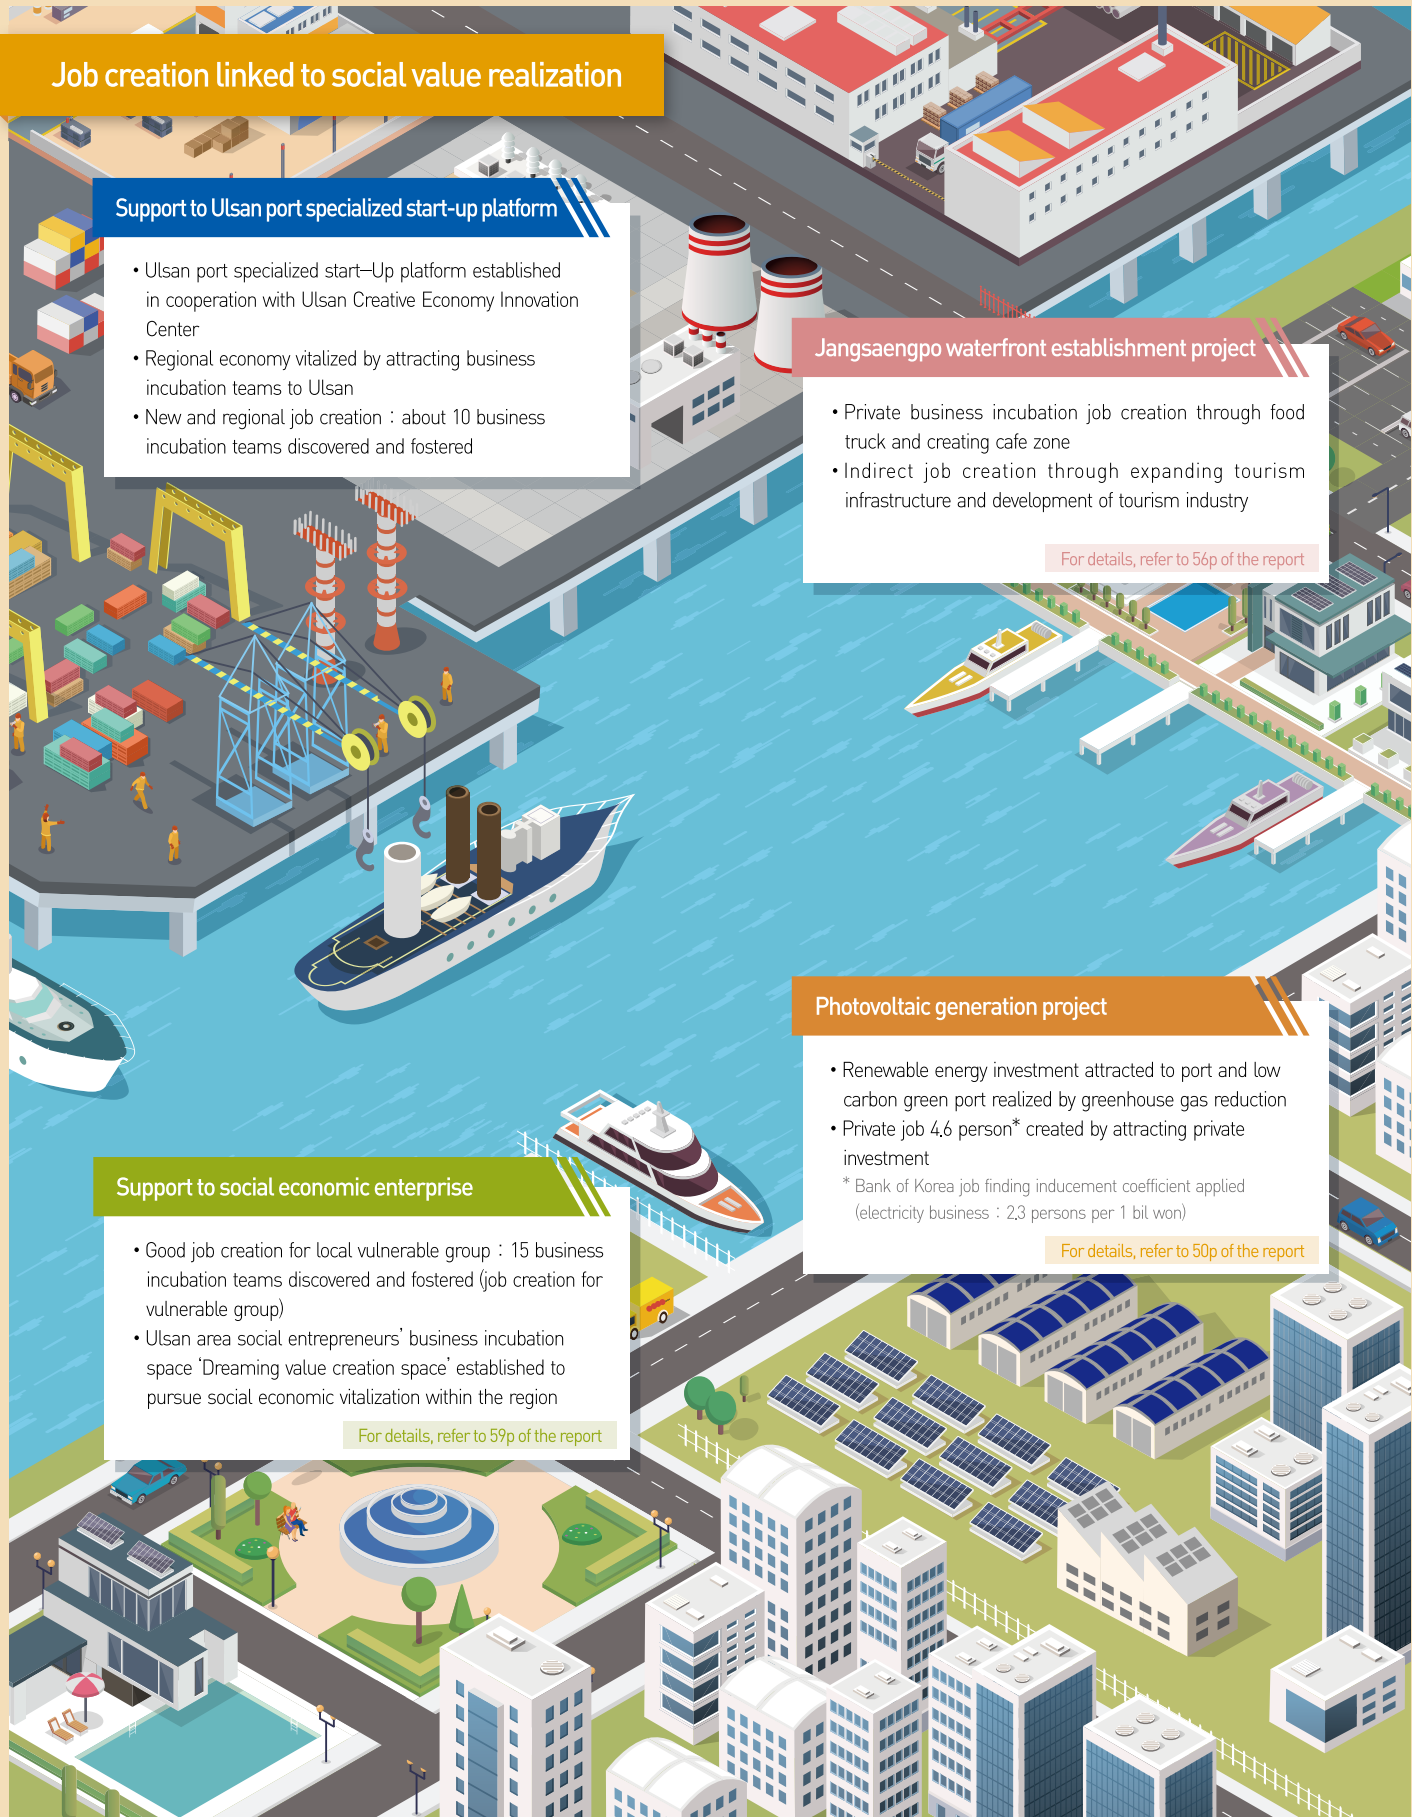 Job creation linked to social value realization
Support to Ulsan port specialized start-up platform
• Ulsan port specialized start–Up platform established
in cooperation with Ulsan Creative Economy Innovation
Center
• Regional economy vitalized by attracting business
incubation teams to Ulsan
• New and regional job creation : about 10 business
incubation teams discovered and fostered
Jangsaengpo waterfront establishment project
• Private business incubation job creation through food
truck and creating cafe zone
• Indirect job creation through expanding tourism
infrastructure and development of tourism industry
For details, refer to 56p of the report
Photovoltaic generation project
• Renewable energy investment attracted to port and low
carbon green port realized by greenhouse gas reduction
• Private job 4.6 person* created by attracting private
investment
* Bank of Korea job finding inducement coefficient applied
(electricity business : 2.3 persons per 1 bil won)
For details, refer to 50p of the report
Support to social economic enterprise
• Good job creation for local vulnerable group : 15 business
incubation teams discovered and fostered (job creation for
vulnerable group)
• Ulsan area social entrepreneurs’ business incubation
space ‘Dreaming value creation space’ established to
pursue social economic vitalization within the region
For details, refer to 59p of the report